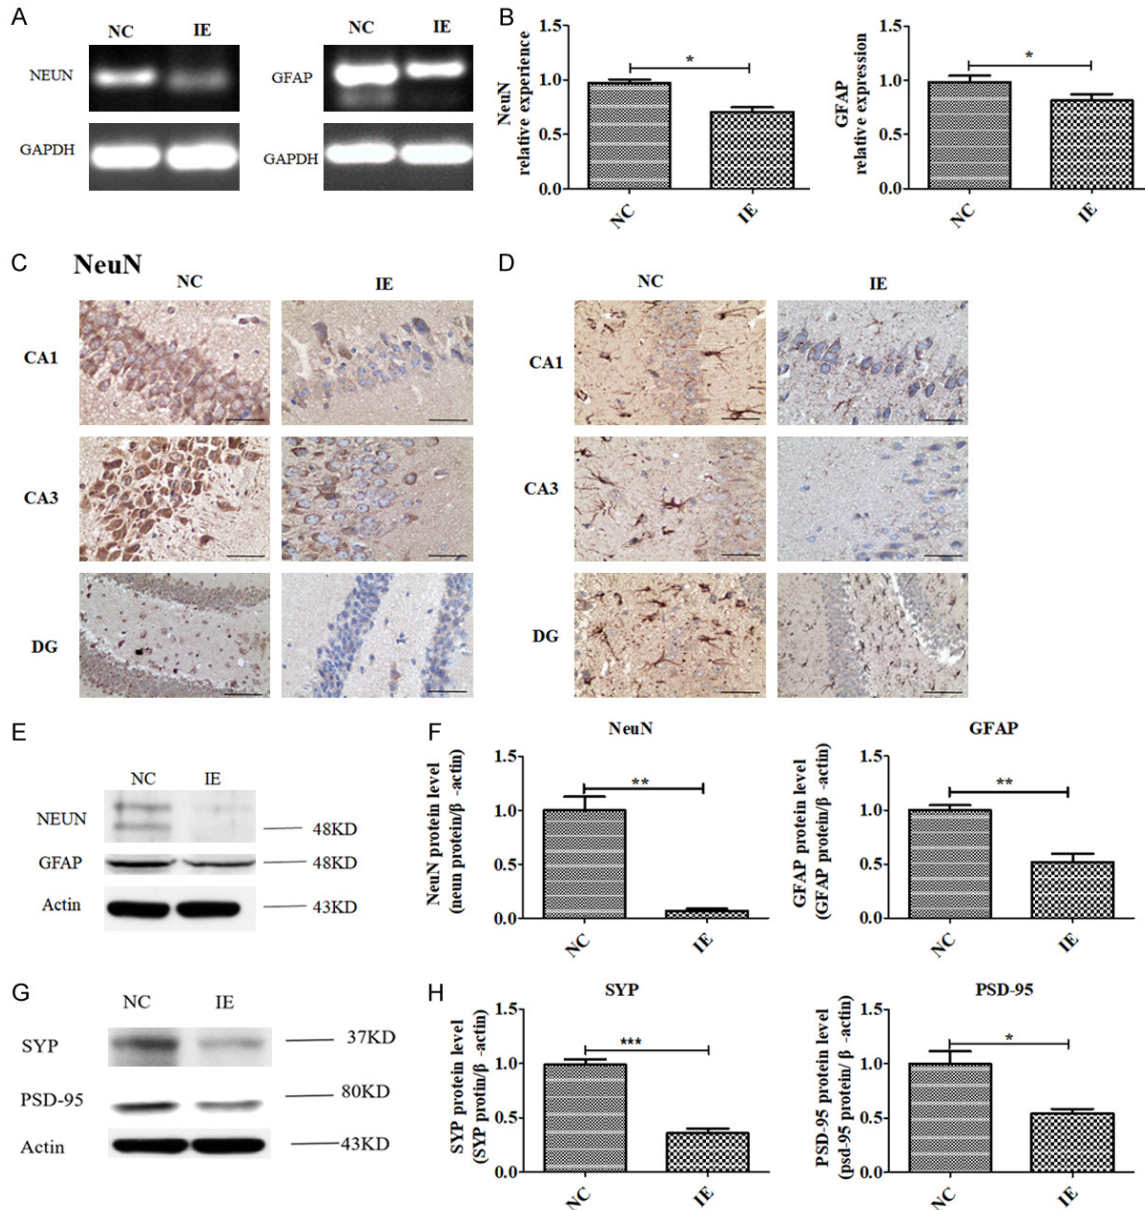 A
NC IE
NEUN
GAPDH
NC IE
GFAP
GAPDH
B
NeuN
relative experience
1.5
1.0
0.5
0.0
*
NC
IE
GFAP
relative expression
1.5
1.0
0.5
0.0
*
NC
IE
C NeuN
NC IE
CA1
CA3
DG
D
NC IE
CA1
CA3
DG
E
NC IE
NEUN 48KD
GFAP 48KD
Actin 43KD
F
NeuN
NeuN protein level
(neun protein/β -actin)
1.5
1.0
0.5
0.0
**
NC
IE
GFAP
GFAP protein level
(GFAP protein/β -actin)
1.5
1.0
0.5
0.0
**
NC
IE
G
NC IE
SYP 37KD
PSD-95 80KD
Actin 43KD
H
SYP
SYP protein level
(SYP protin/β -actin)
1.5
1.0
0.5
0.0
***
NC
IE
PSD-95
PSD-95 protein level
(psd-95 protein/ β -actin)
1.5
1.0
0.5
0.0
*
NC
IE